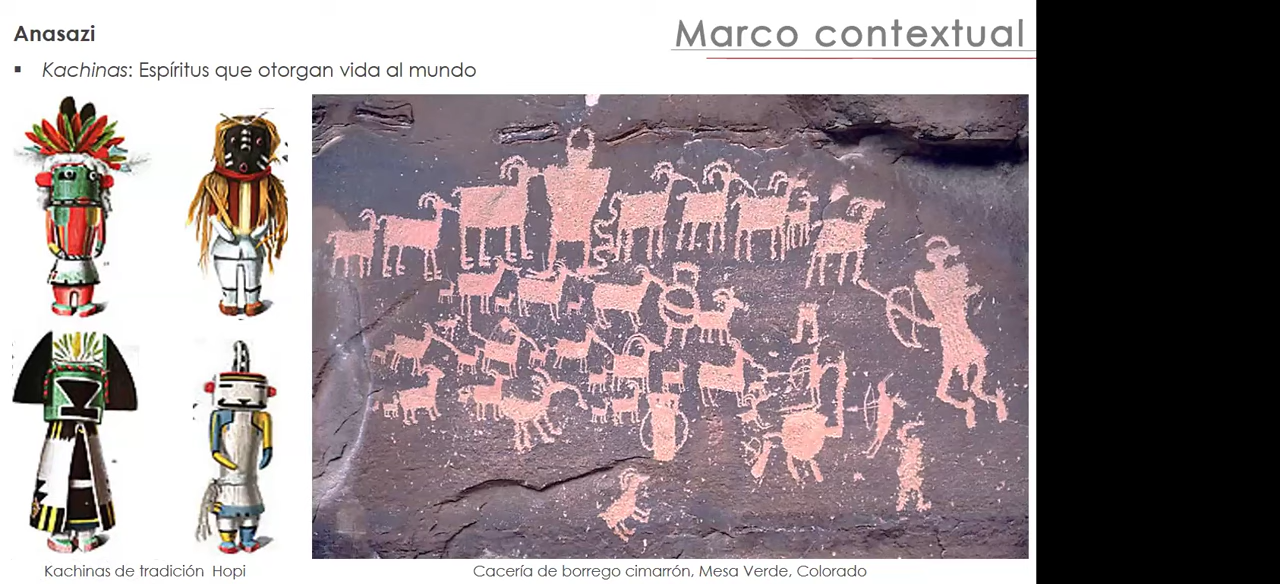 Anasazi
Marco contextual
▪ Kachinas: Espíritus que otorgan vida al mundo
Kachinas de tradición Hopi
Cacería de borrego cimarrón, Mesa Verde, Colorado